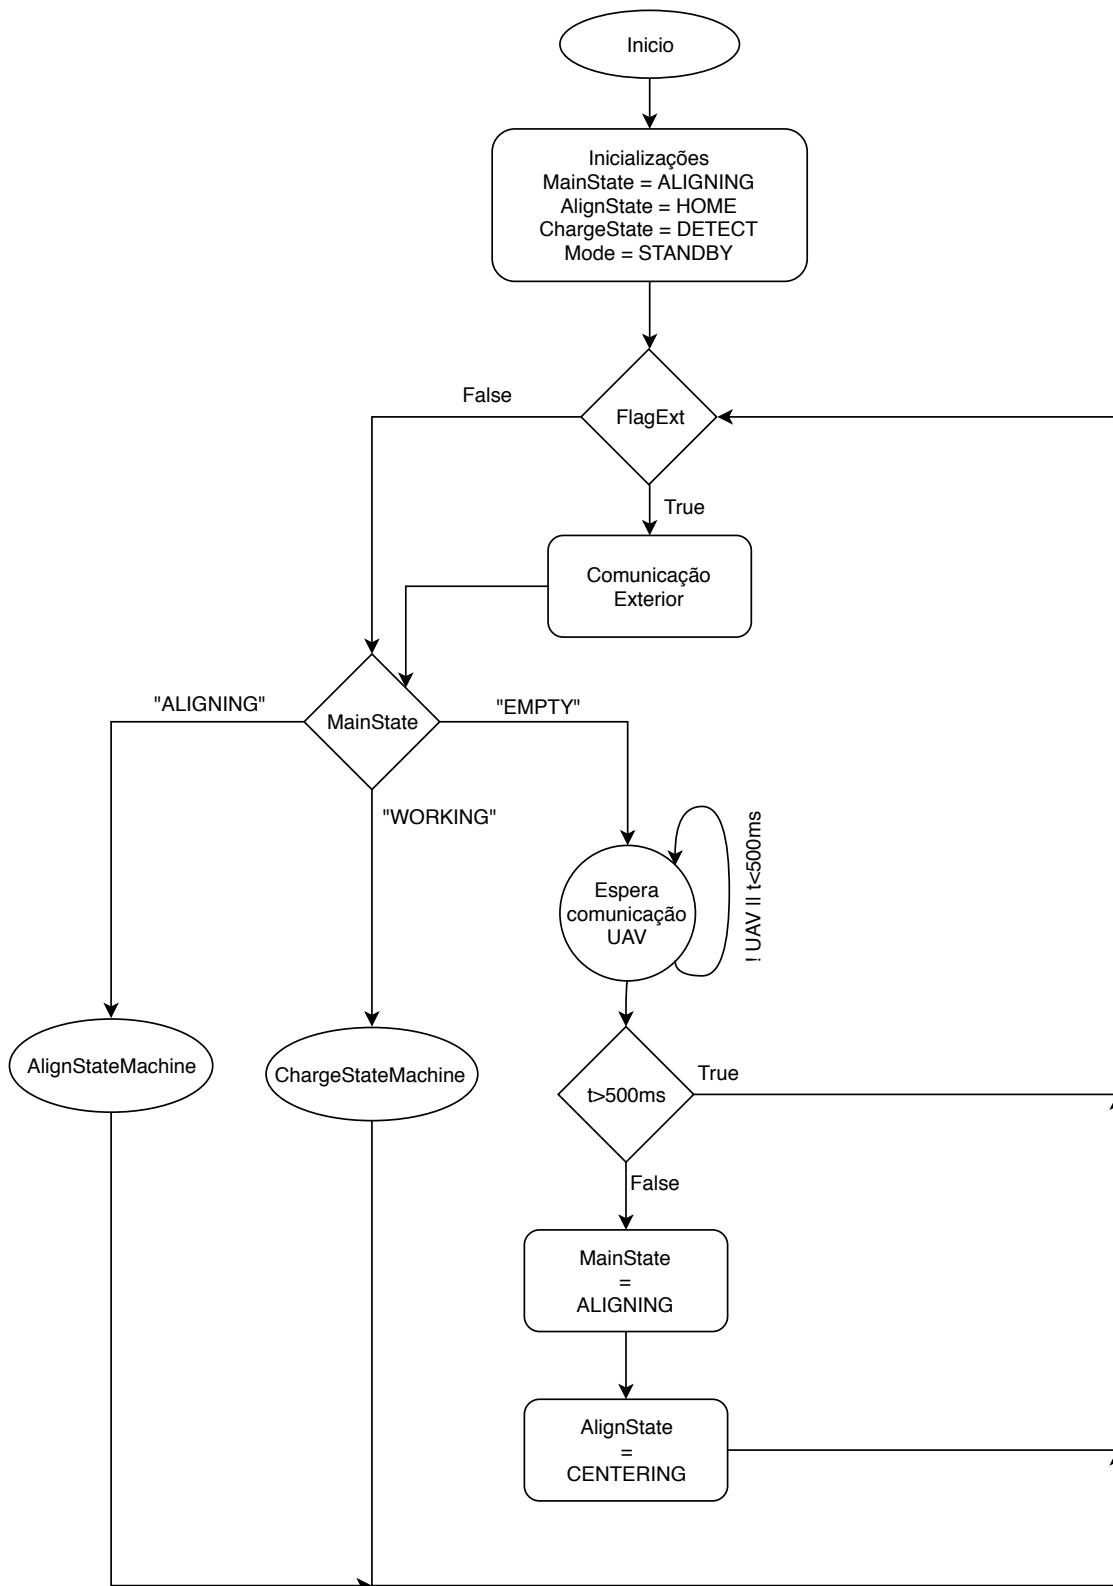 Inicio
Inicializações
MainState = ALIGNING
AlignState = HOME
ChargeState = DETECT
Mode = STANDBY
False
FlagExt
True
Comunicação
Exterior
"ALIGNING"
MainState
"EMPTY"
"WORKING"
Espera
comunicação
UAV
! UAV II t<500ms
AlignStateMachine
ChargeStateMachine
t>500ms
True
False
MainState
=
ALIGNING
AlignState
=
CENTERING